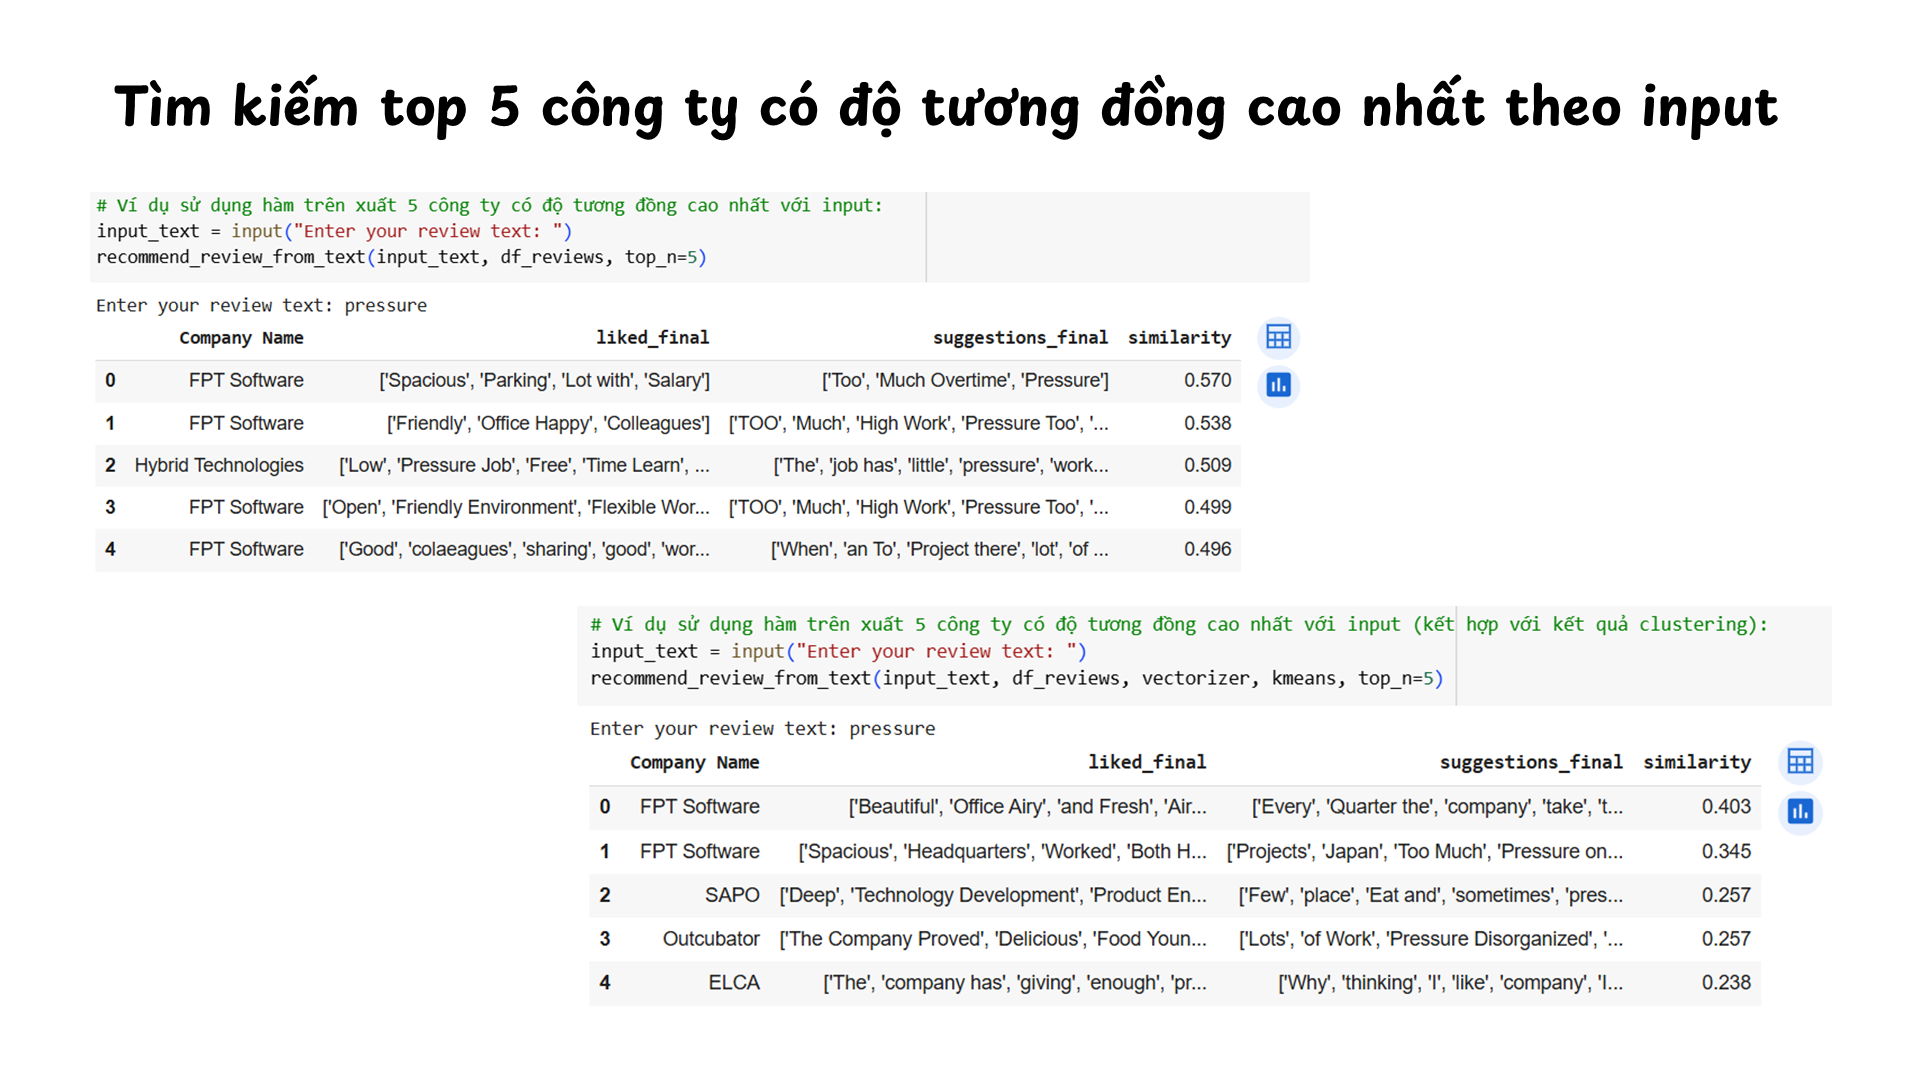 Tìm kiếm top 5 công ty có độ tương đồng cao nhất theo input
# Ví dụ sử dụng hàm trên xuất 5 công ty có độ tương đồng cao nhất với input:
input_text = input("Enter your review text: ")
recommend_review_from_text(input_text, df_reviews, top_n=5)
Enter your review text: pressure
Company Name liked_final suggestions_final similarity
0 FPT Software ['Spacious', 'Parking', 'Lot with', 'Salary'] ['Too', 'Much Overtime', 'Pressure'] 0.570
1 FPT Software ['Friendly', 'Office Happy', 'Colleagues'] ['TOO', 'Much', 'High Work', 'Pressure Too', '... 0.538
2 Hybrid Technologies ['Low', 'Pressure Job', 'Free', 'Time Learn', ... ['The', 'job has', 'little', 'pressure', 'work... 0.509
3 FPT Software ['Open', 'Friendly Environment', 'Flexible Wor... ['TOO', 'Much', 'High Work', 'Pressure Too', '... 0.499
4 FPT Software ['Good', 'colaeagues', 'sharing', 'good', 'wor... ['When', 'an To', 'Project there', 'lot', 'of ... 0.496
# Ví dụ sử dụng hàm trên xuất 5 công ty có độ tương đồng cao nhất với input (kết hợp với kết quả clustering):
input_text = input("Enter your review text: ")
recommend_review_from_text(input_text, df_reviews, vectorizer, kmeans, top_n=5)
Enter your review text: pressure
Company Name liked_final suggestions_final similarity
0 FPT Software ['Beautiful', 'Office Airy', 'and Fresh', 'Air... ['Every', 'Quarter the', 'company', 'take', 't... 0.403
1 FPT Software ['Spacious', 'Headquarters', 'Worked', 'Both H... ['Projects', 'Japan', 'Too Much', 'Pressure on... 0.345
2 SAPO ['Deep', 'Technology Development', 'Product En... ['Few', 'place', 'Eat and', 'sometimes', 'pres... 0.257
3 Outcubator ['The Company Proved', 'Delicious', 'Food Youn... ['Lots', 'of Work', 'Pressure Disorganized', '... 0.257
4 ELCA ['The', 'company has', 'giving', 'enough', 'pr... ['Why', 'thinking', 'I', 'like', 'company', 'I... 0.238